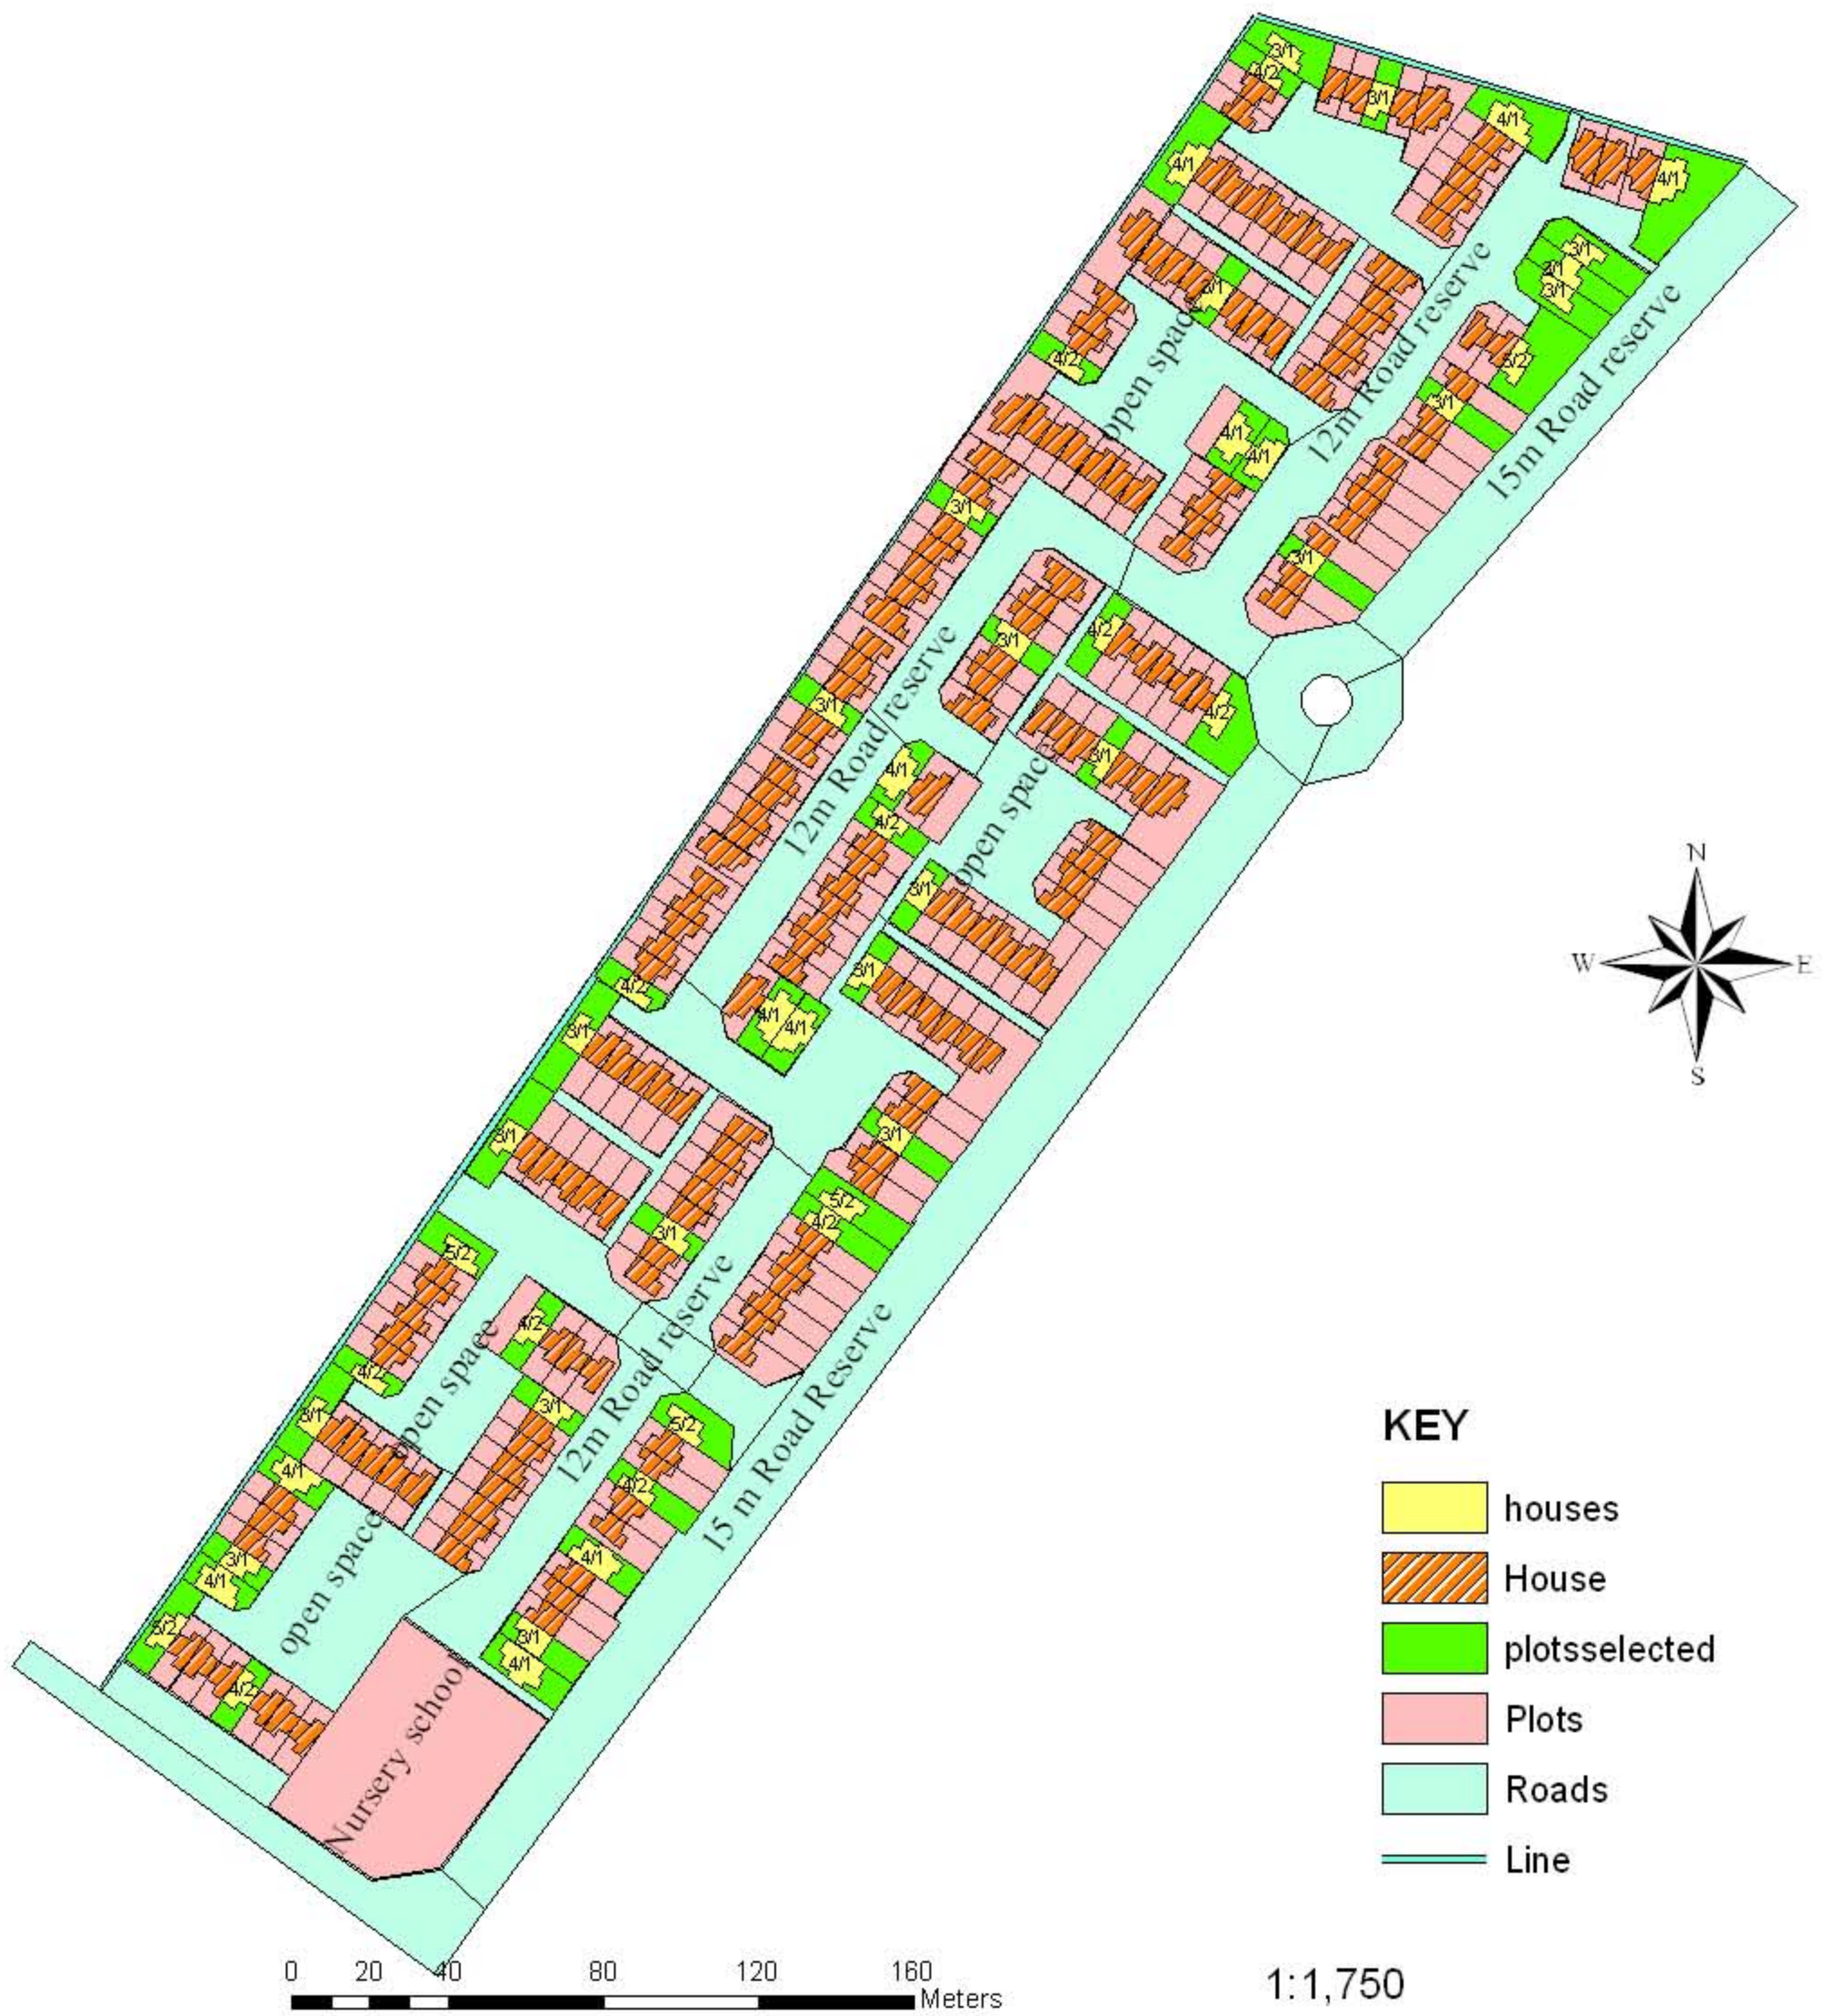 3/1
4/2
3/1
4/1
4/1
4/1
3/1
3/1
3/1
5/2
4/2
open space
12m Road reserve
15m Road reserve
3/1
4/1
4/1
3/1
3/1
3/1
4/2
4/2
3/1
12m Road reserve
3/1
4/1
4/2
open space
3/1
3/1
4/2
4/1
4/1
3/1
3/1
3/1
5/2
4/2
3/1
5/2
4/2
3/1
4/2
open space
12m Road reserve
15 m Road Reserve
3/1
5/2
4/2
4/1
4/1
3/1
4/1
open space
3/1
4/1
5/2
4/2
Nursery school
N
W
E
S
KEY
houses
House
plotsselected
Plots
Roads
Line
0 20 40 80 120 160
Meters
1:1,750